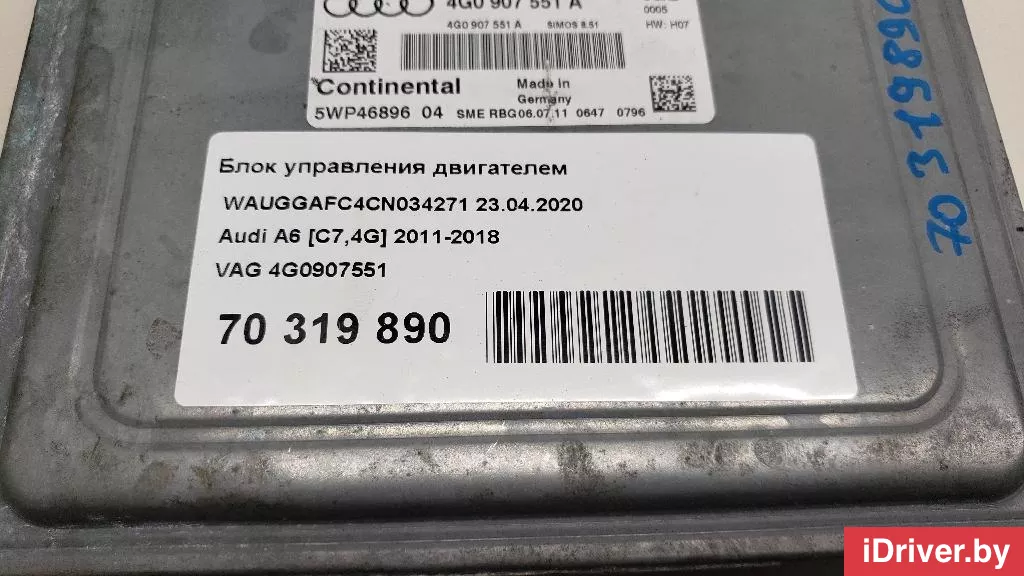 4G0 907 551 A
0005
4G0 907 551 A SIMOS 8.51 HW: H07
Continental
Made in
Germany
5WP46896 04 SME RBG06.07.11 0647 0796
Блок управления двигателем
WAUGGAFC4CN034271 23.04.2020
Audi A6 [C7,4G] 2011-2018
VAG 4G0907551
70 319 890
70 319890
iDriver.by